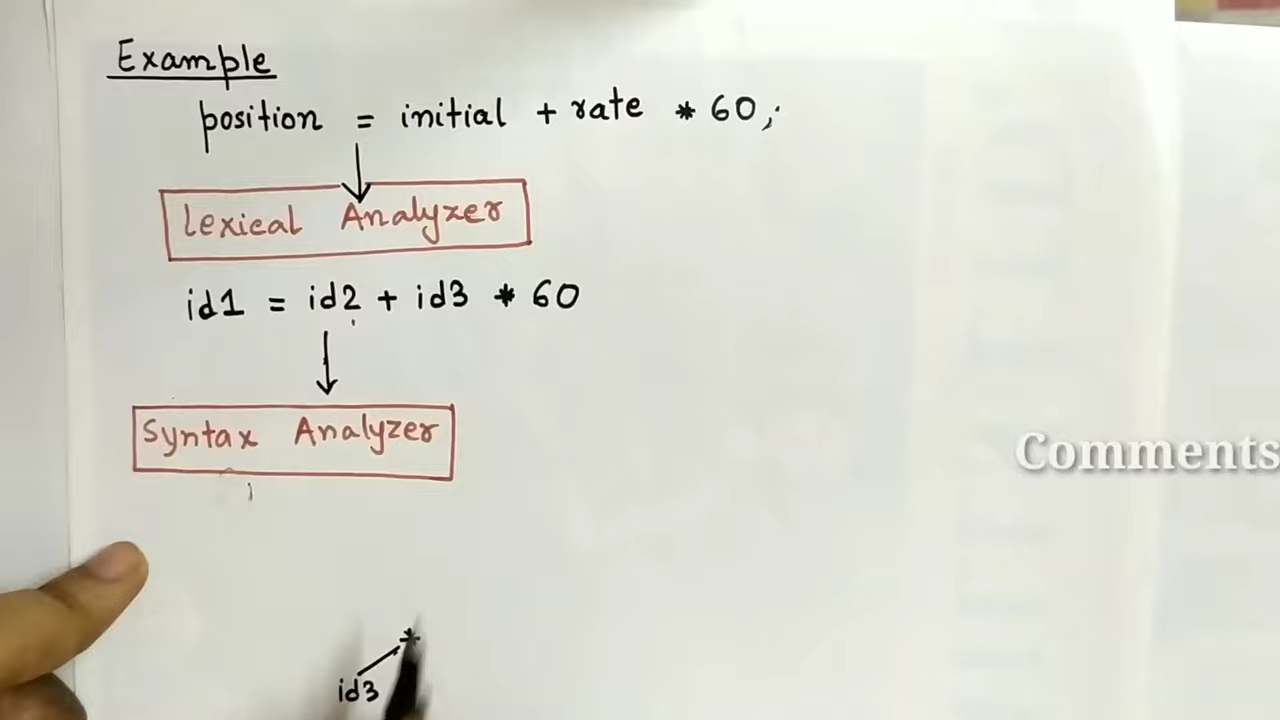 Example
position = initial + rate * 60;
Lexical Analyzer
id1 = id2 + id3 * 60
Syntax Analyzer
Comments
*
id3